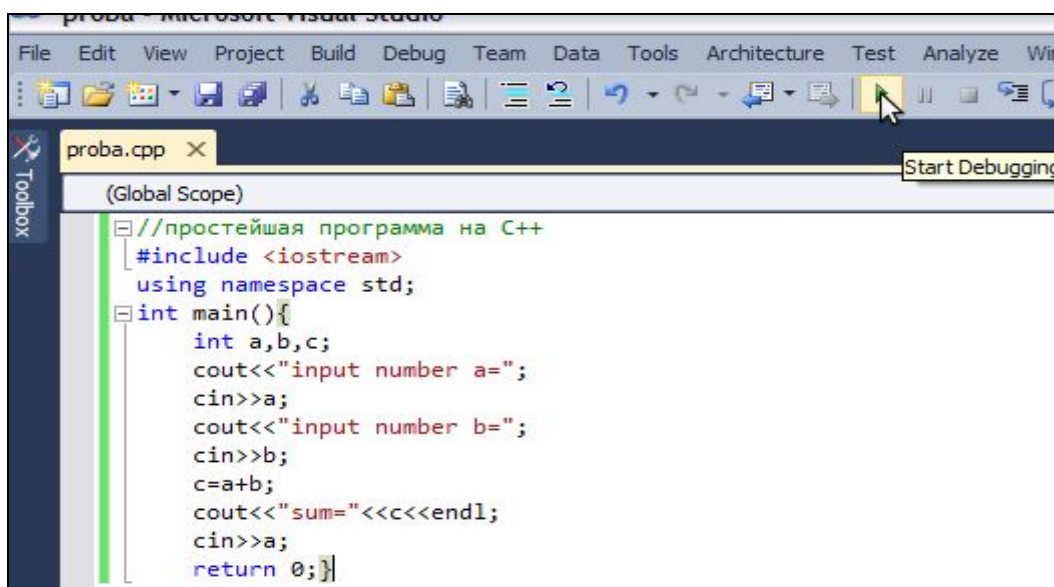 proba - Microsoft Visual Studio
File Edit View Project Build Debug Team Data Tools Architecture Test Analyze
Toolbox
proba.cpp
Start Debugging
(Global Scope)
//простейшая программа на C++
#include <iostream>
using namespace std;
int main(){
int a,b,c;
cout<<"input number a=";
cin>>a;
cout<<"input number b=";
cin>>b;
c=a+b;
cout<<"sum="<<c<<endl;
cin>>a;
return 0;}